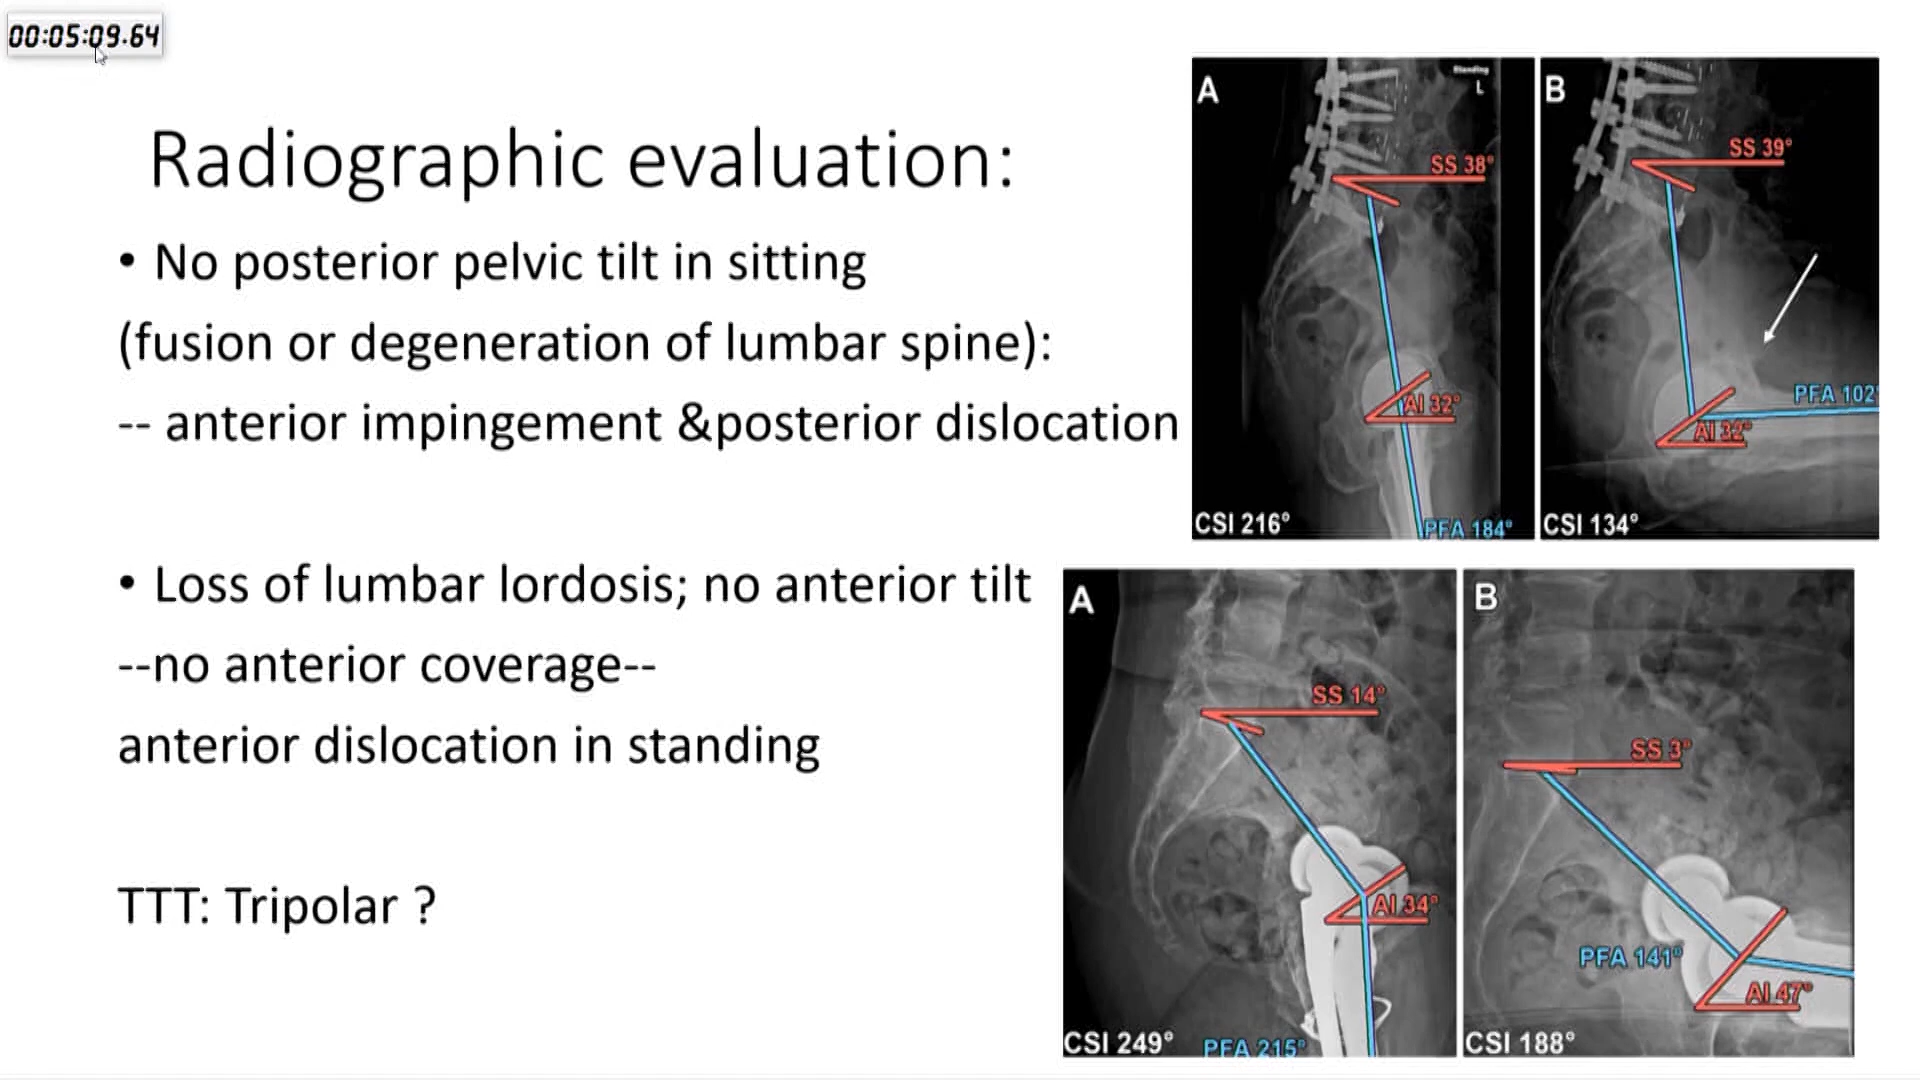 00:05:09.64
Radiographic evaluation:
• No posterior pelvic tilt in sitting
(fusion or degeneration of lumbar spine):
-- anterior impingement &posterior dislocation
• Loss of lumbar lordosis; no anterior tilt
--no anterior coverage--
anterior dislocation in standing
TTT: Tripolar ?
A
Standing
L
SS 38°
AI 32°
CSI 216°
PFA 184°
B
SS 39°
PFA 102°
AI 32°
CSI 134°
A
SS 14°
AI 34°
CSI 249°
PFA 215°
B
SS 3°
PFA 141°
AI 47°
CSI 188°